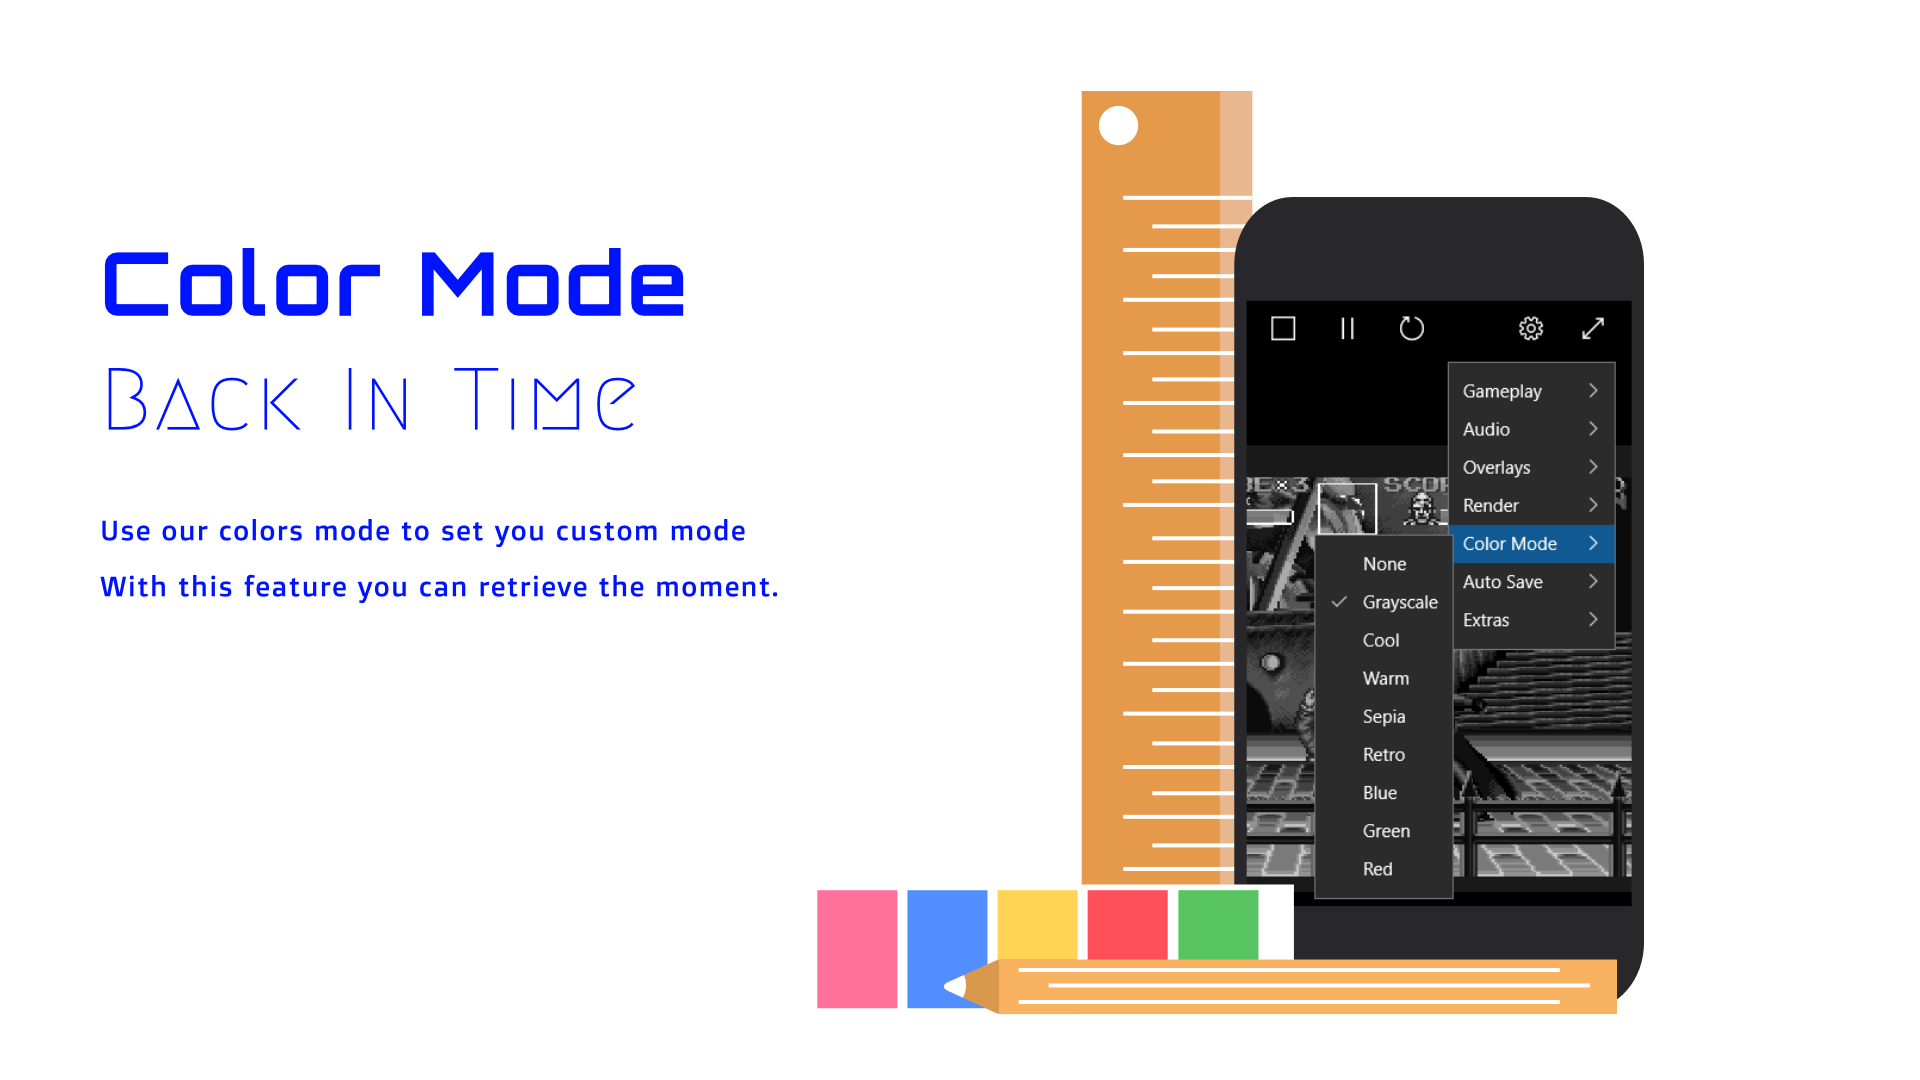 Color Mode
Back In Time
Use our colors mode to set you custom mode
With this feature you can retrieve the moment.
Gameplay
Audio
Overlays
Render
Color Mode
Auto Save
Extras
None
Grayscale
Cool
Warm
Sepia
Retro
Blue
Green
Red